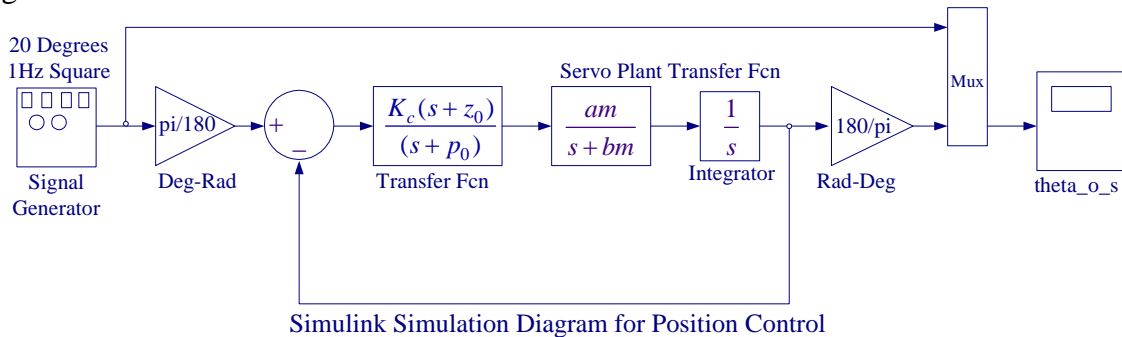 20 Degrees
1Hz Square
Signal
Generator
pi/180
Deg-Rad
+
−
K_c(s + z_0)
(s + p_0)
Transfer Fcn
Servo Plant Transfer Fcn
am
s + bm
1
s
Integrator
180/pi
Rad-Deg
Mux
theta_o_s
Simulink Simulation Diagram for Position Control